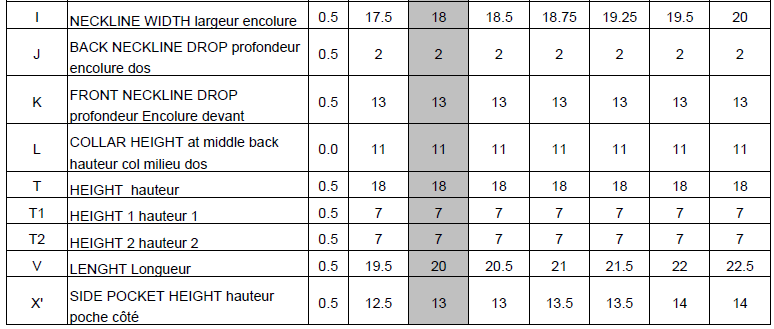 I NECKLINE WIDTH largeur encolure 0.5 17.5 18 18.5 18.75 19.25 19.5 20
J BACK NECKLINE DROP profondeur encolure dos 0.5 2 2 2 2 2 2 2
K FRONT NECKLINE DROP profondeur Encolure devant 0.5 13 13 13 13 13 13 13
L COLLAR HEIGHT at middle back hauteur col milieu dos 0.0 11 11 11 11 11 11 11
T HEIGHT hauteur 0.5 18 18 18 18 18 18 18
T1 HEIGHT 1 hauteur 1 0.5 7 7 7 7 7 7 7
T2 HEIGHT 2 hauteur 2 0.5 7 7 7 7 7 7 7
V LENGHT Longueur 0.5 19.5 20 20.5 21 21.5 22 22.5
X' SIDE POCKET HEIGHT hauteur poche côté 0.5 12.5 13 13 13.5 13.5 14 14